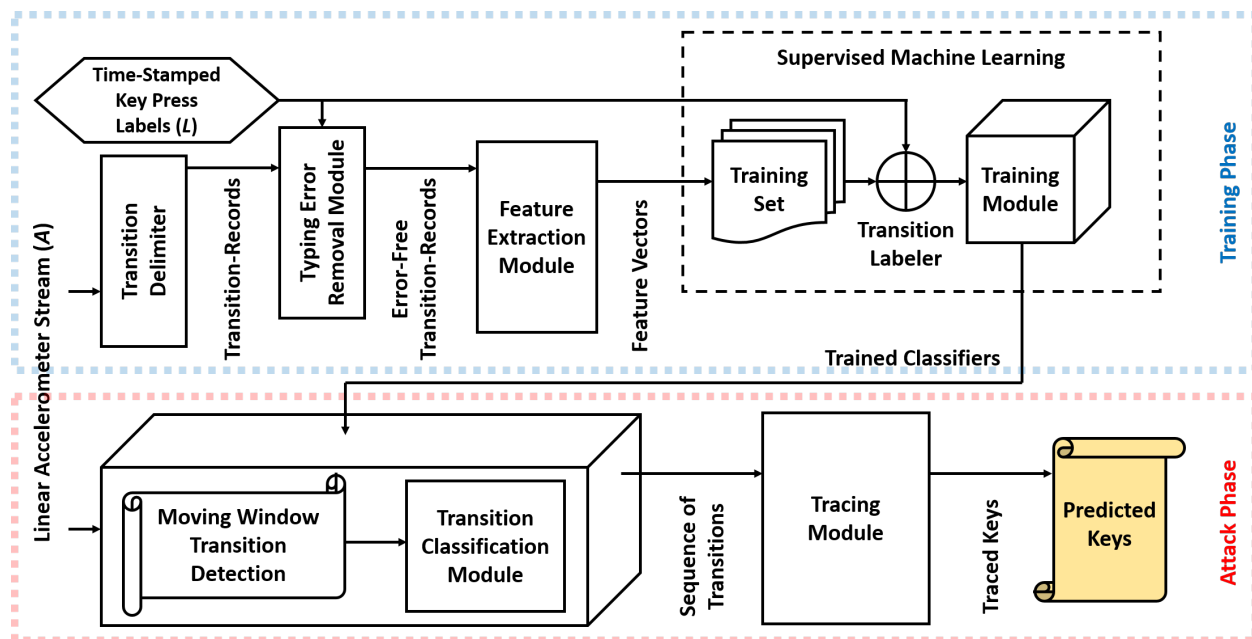 Supervised Machine Learning
Time-Stamped
Key Press
Labels (L)
Transition
Delimiter
Transition-Records
Typing Error
Removal Module
Error-Free
Transition-Records
Feature
Extraction
Module
Feature Vectors
Training
Set
Transition
Labeler
Training
Module
Training Phase
Trained Classifiers
Linear Accelerometer Stream (A)
Moving Window
Transition
Detection
Transition
Classification
Module
Sequence of
Transitions
Tracing
Module
Traced Keys
Predicted
Keys
Attack Phase